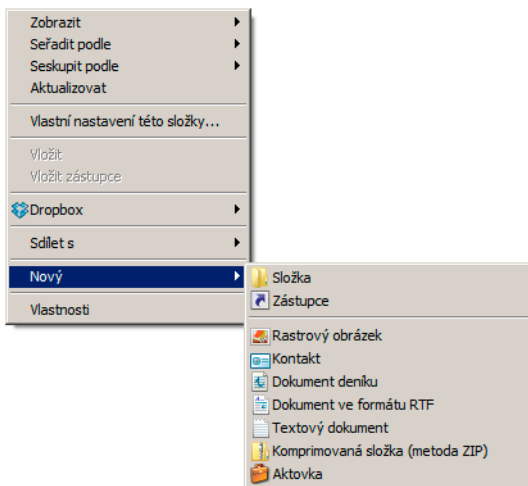 Zobrazit
Seřadit podle
Seskupit podle
Aktualizovat
Vlastní nastavení této složky...
Vložit
Vložit zástupce
Dropbox
Sdílet s
Nový
Vlastnosti
Složka
Zástupce
Rastrový obrázek
Kontakt
Dokument deníku
Dokument ve formátu RTF
Textový dokument
Komprimovaná složka (metoda ZIP)
Aktovka